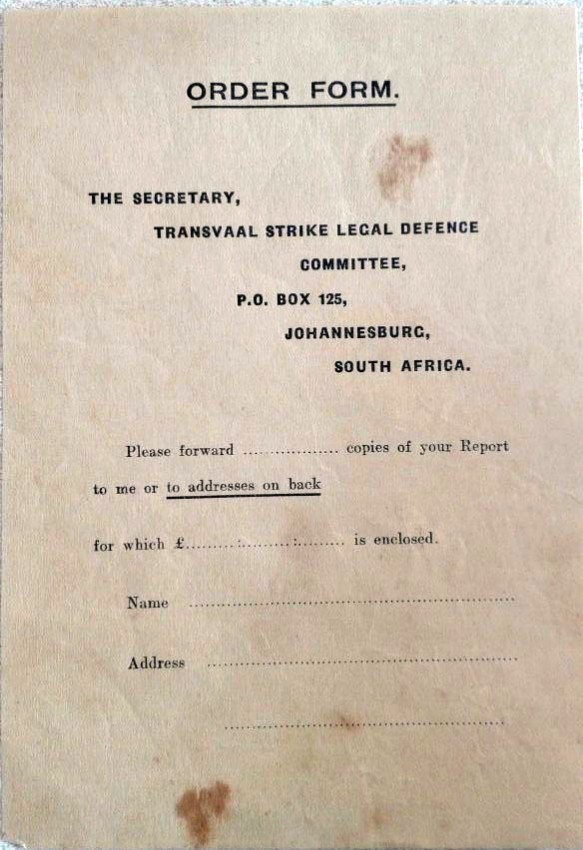 ORDER FORM.
THE SECRETARY,
TRANSVAAL STRIKE LEGAL DEFENCE
COMMITTEE,
P.O. BOX 125,
JOHANNESBURG,
SOUTH AFRICA.
Please forward .................. copies of your Report
to me or to addresses on back
for which £.........:.........:......... is enclosed.
Name ............................................................
Address ............................................................
............................................................